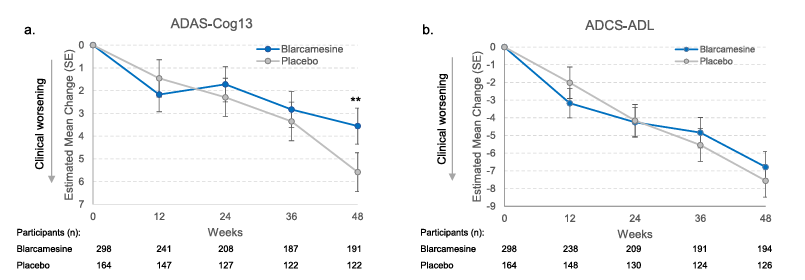 a.
ADAS-Cog13
Clinical worsening
Estimated Mean Change (SE)
0
1
2
3
4
5
6
7
Blarcamesine
Placebo
**
0 12 24 36 48
Weeks
Participants (n):
Blarcamesine 298 241 208 187 191
Placebo 164 147 127 122 122
b.
ADCS-ADL
Clinical worsening
Estimated Mean Change (SE)
0
-1
-2
-3
-4
-5
-6
-7
-8
-9
Blarcamesine
Placebo
0 12 24 36 48
Weeks
Participants (n):
Blarcamesine 298 238 209 191 194
Placebo 164 148 130 124 126